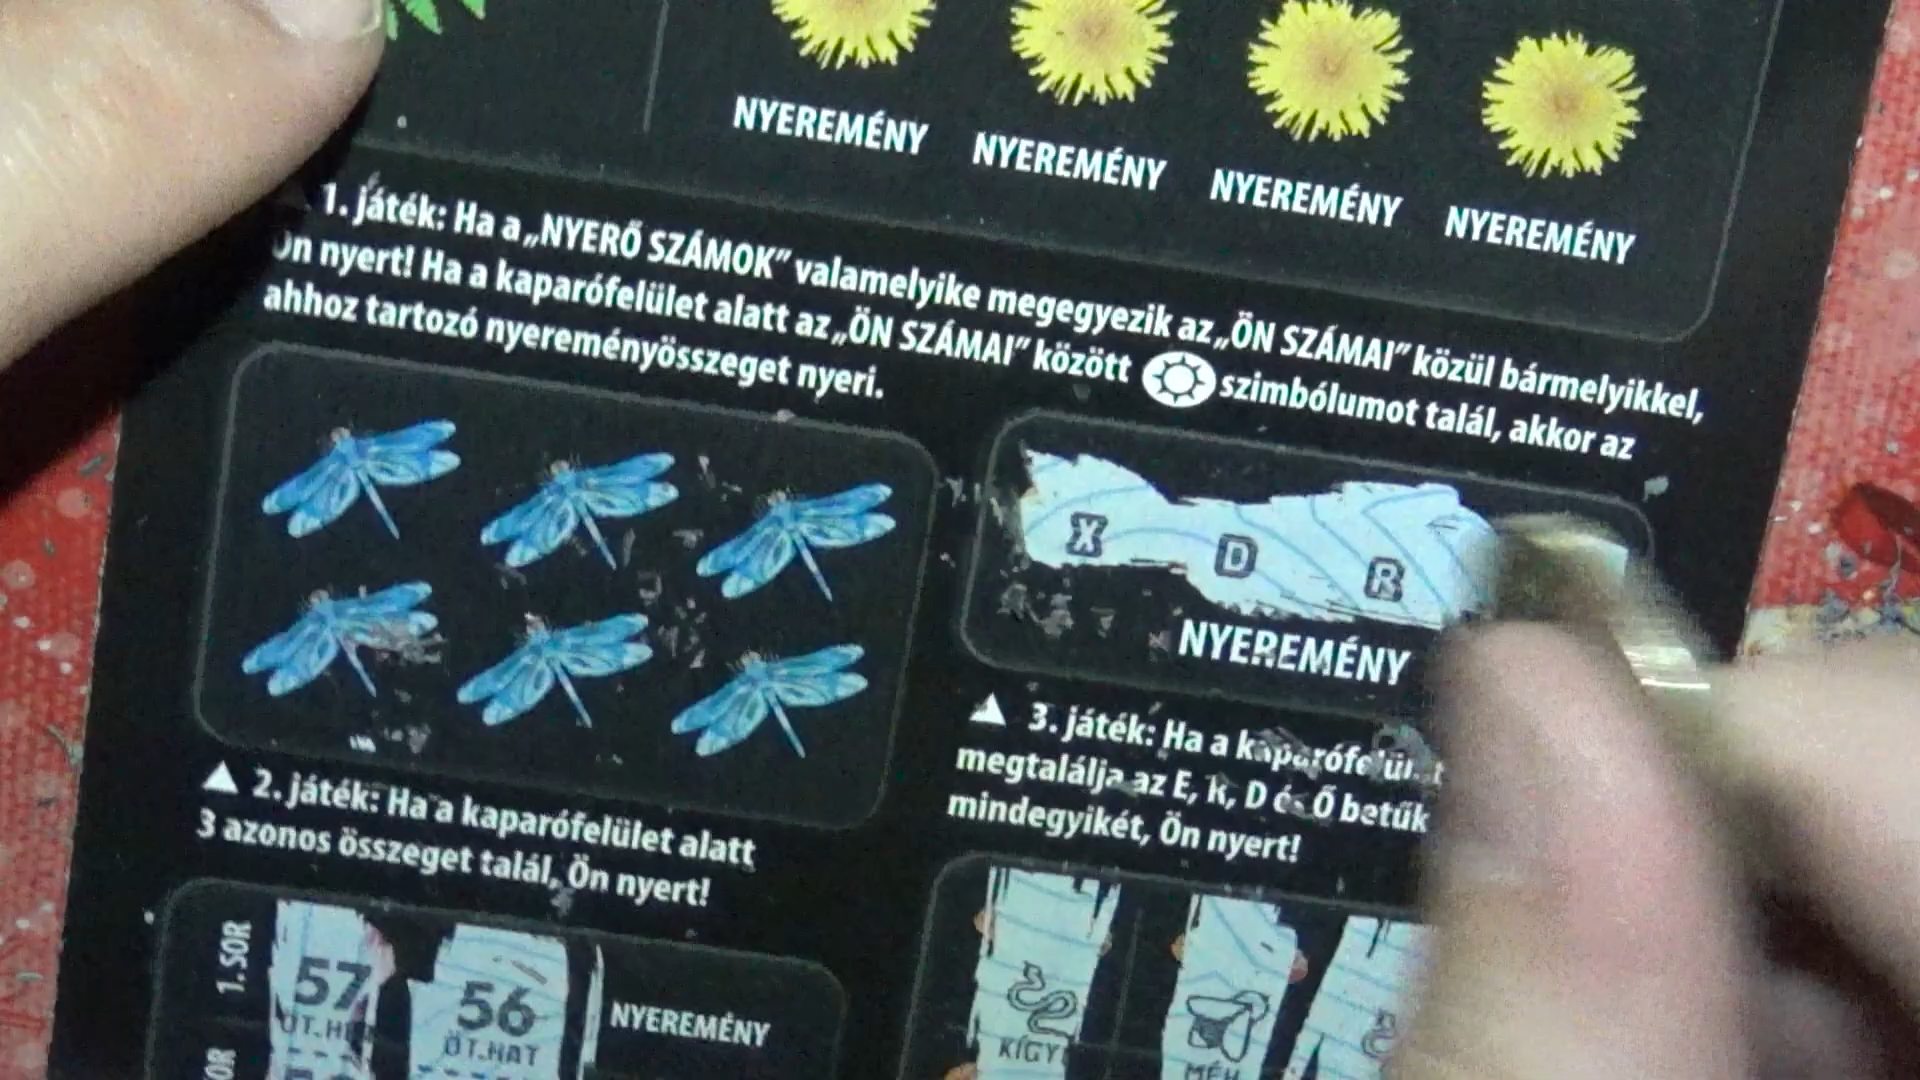 NYEREMÉNY NYEREMÉNY NYEREMÉNY NYEREMÉNY
1. játék: Ha a „NYERŐ SZÁMOK” valamelyike megegyezik az „ÖN SZÁMAI” közül bármelyikkel,
Ön nyert! Ha a kaparófelület alatt az „ÖN SZÁMAI” között szimbólumot talál, akkor az
ahhoz tartozó nyereményösszeget nyeri.
X D R
NYEREMÉNY
2. játék: Ha a kaparófelület alatt
3 azonos összeget talál, Ön nyert!
3. játék: Ha a
megtalálja az E, R, D és Ő betűk
mindegyikét, Ön nyert!
1. SOR
57
56
ÖT.HAT
NYEREMÉNY
MÉH